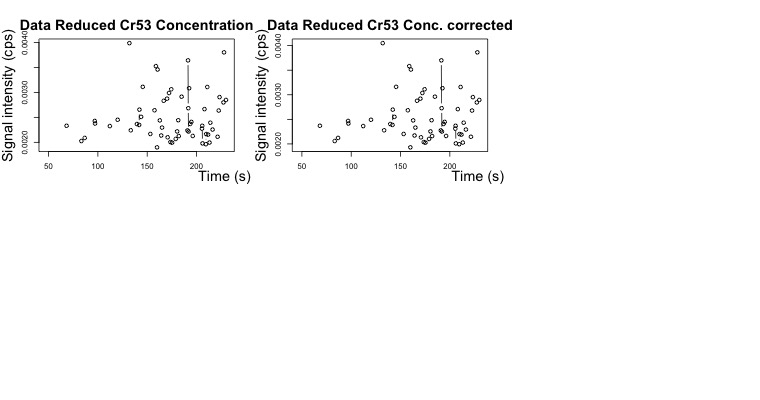 Data Reduced Cr53 Concentration
Signal intensity (cps)
0.0020
0.0030
0.0040
50
100
150
200
Time (s)
Data Reduced Cr53 Conc. corrected
Signal intensity (cps)
0.0020
0.0030
0.0040
50
100
150
200
Time (s)